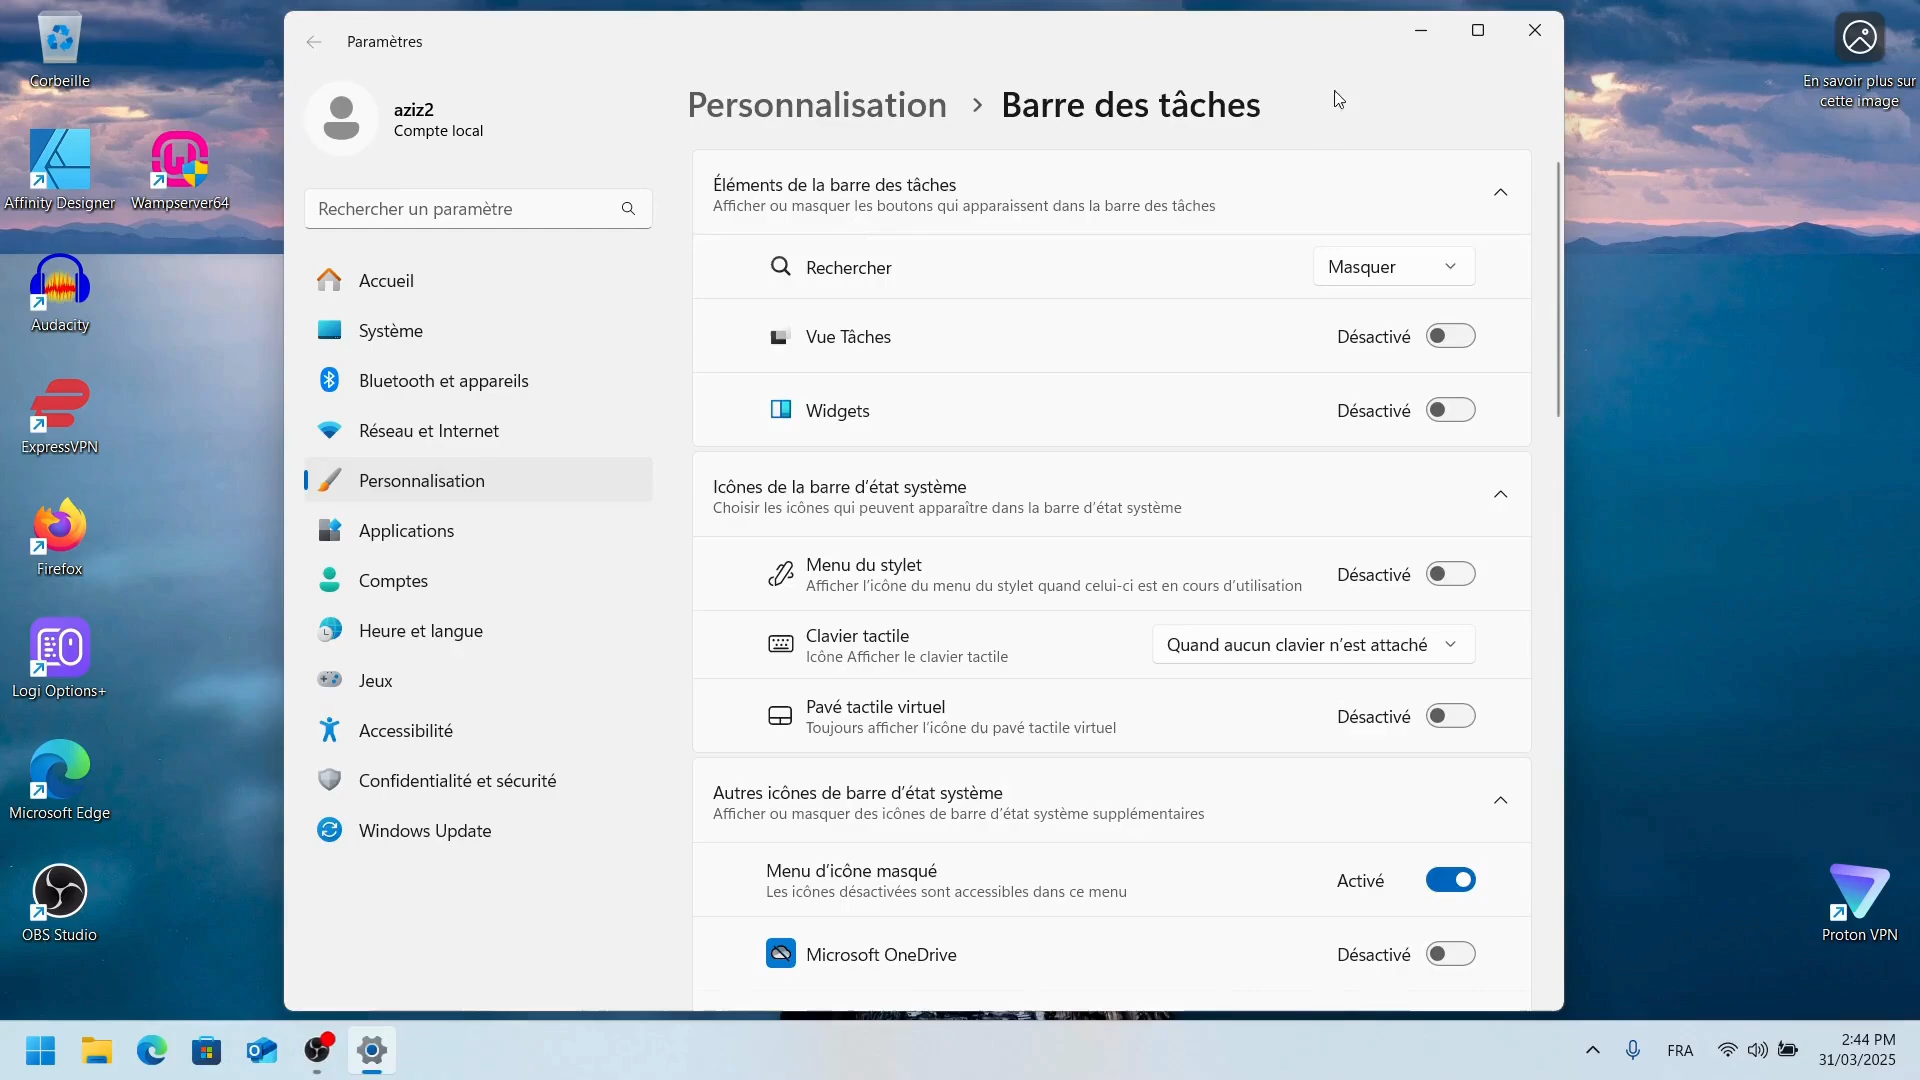 Corbeille
Affinity Designer
Wampserver64
Audacity
ExpressVPN
Firefox
Logi Options+
Microsoft Edge
OBS Studio
Paramètres
aziz2
Compte local
Rechercher un paramètre
Accueil
Système
Bluetooth et appareils
Réseau et Internet
Personnalisation
Applications
Comptes
Heure et langue
Jeux
Accessibilité
Confidentialité et sécurité
Windows Update
Personnalisation > Barre des tâches
Éléments de la barre des tâches
Afficher ou masquer les boutons qui apparaissent dans la barre des tâches
Rechercher Masquer
Vue Tâches Désactivé
Widgets Désactivé
Icônes de la barre d’état système
Choisir les icônes qui peuvent apparaître dans la barre d’état système
Menu du stylet
Afficher l’icône du menu du stylet quand celui-ci est en cours d’utilisation
Désactivé
Clavier tactile
Icône Afficher le clavier tactile
Quand aucun clavier n’est attaché
Pavé tactile virtuel
Toujours afficher l’icône du pavé tactile virtuel
Désactivé
Autres icônes de barre d’état système
Afficher ou masquer des icônes de barre d’état système supplémentaires
Menu d’icône masqué
Les icônes désactivées sont accessibles dans ce menu
Activé
Microsoft OneDrive Désactivé
En savoir plus sur
cette image
Proton VPN
FRA
2:44 PM
31/03/2025